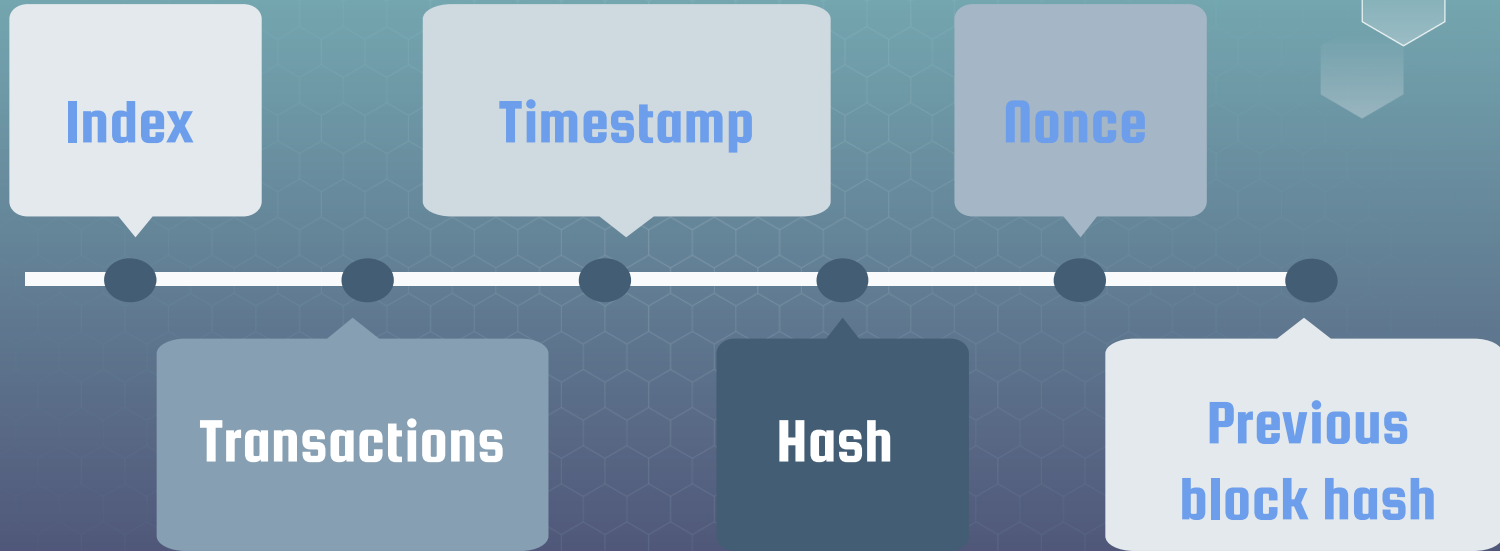 Index
Timestamp
Nonce
Transactions
Hash
Previous
block hash